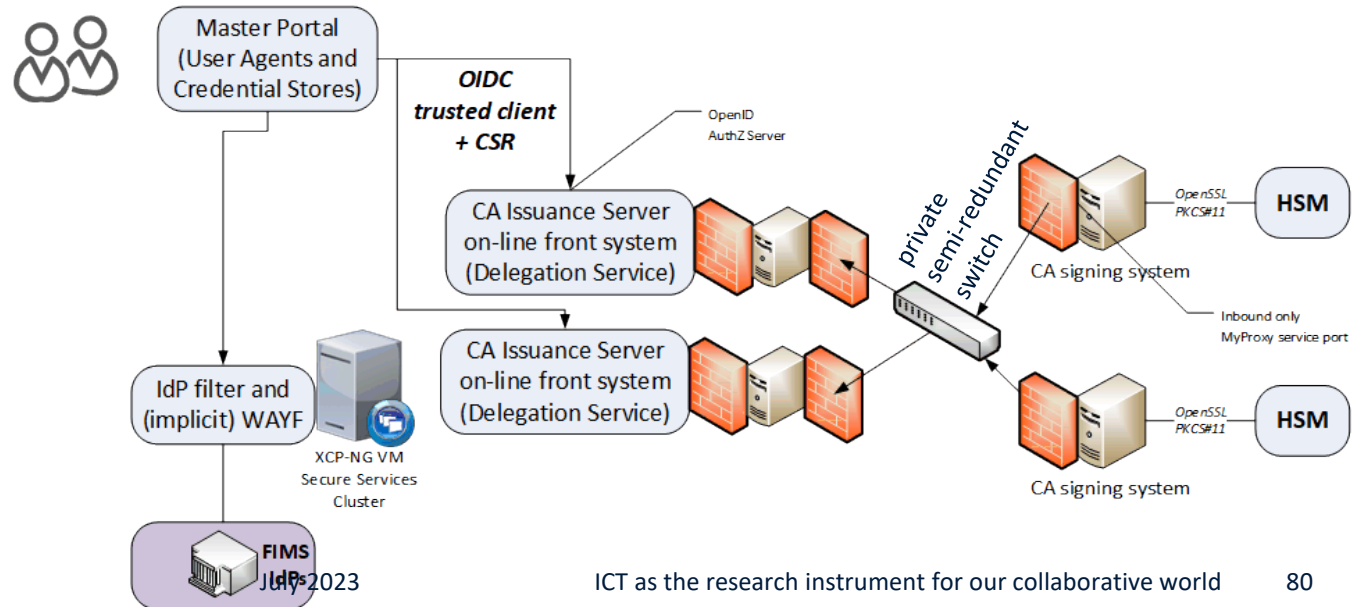 Master Portal
(User Agents and
Credential Stores)
OIDC
trusted client
+ CSR
OpenID
AuthZ Server
CA Issuance Server
on-line front system
(Delegation Service)
private
semi-redundant
switch
OpenSSL
PKCS#11
HSM
CA signing system
Inbound only
MyProxy service port
CA Issuance Server
on-line front system
(Delegation Service)
IdP filter and
(implicit) WAYF
XCP-NG VM
Secure Services
Cluster
OpenSSL
PKCS#11
HSM
CA signing system
FIMS
IdPs
July 2023
ICT as the research instrument for our collaborative world
80